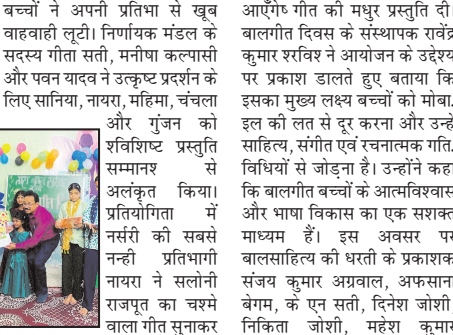 बच्चों ने अपनी प्रतिभा से खूब
वाहवाही लूटी। निर्णायक मंडल के
सदस्य गीता सती, मनीषा कल्पासी
और पवन यादव ने उत्कृष्ट प्रदर्शन के
लिए सानिया, नायरा, महिमा, चंचला
और गुंजन को
श्विशिष्ट प्रस्तुति
सम्मानश से
अलंकृत किया।
प्रतियोगिता में
नर्सरी की सबसे
नन्ही प्रतिभागी
नायरा ने सलोनी
राजपूत का चश्मे
वाला गीत सुनाकर
आएँगेष् गीत की मधुर प्रस्तुति दी।
बालगीत दिवस के संस्थापक रावेंद्र
कुमार श्रविश् ने आयोजन के उद्देश्य
पर प्रकाश डालते हुए बताया कि
इसका मुख्य लक्ष्य बच्चों को मोबा.
इल की लत से दूर करना और उन्हें
साहित्य, संगीत एवं रचनात्मक गति.
विधियों से जोड़ना है। उन्होंने कहा
कि बालगीत बच्चों के आत्मविश्वास
और भाषा विकास का एक सशक्त
माध्यम हैं। इस अवसर पर
बालसाहित्य की धरती के प्रकाशक
संजय कुमार अग्रवाल, अफसाना
बेगम, के एन सती, दिनेश जोशी,
निकिता जोशी, महेश कुमार